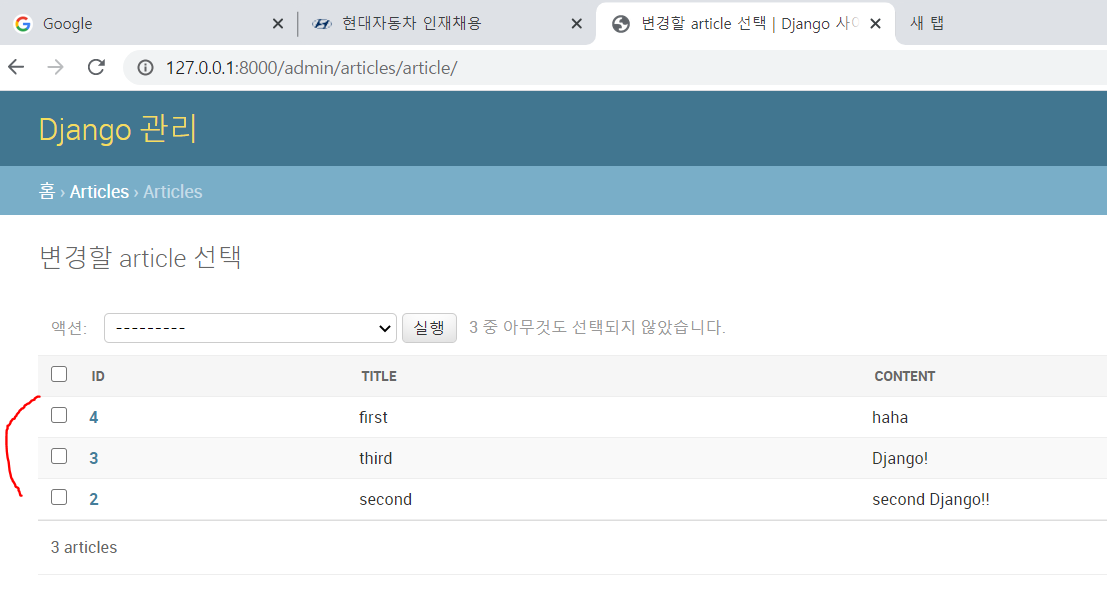 Google
현대자동차 인재채용
변경할 article 선택 | Django 사이
새 탭
127.0.0.1:8000/admin/articles/article/
Django 관리
홈 › Articles › Articles
변경할 article 선택
액션: --------- 실행 3 중 아무것도 선택되지 않았습니다.
ID TITLE CONTENT
4 first haha
3 third Django!
2 second second Django!!
3 articles